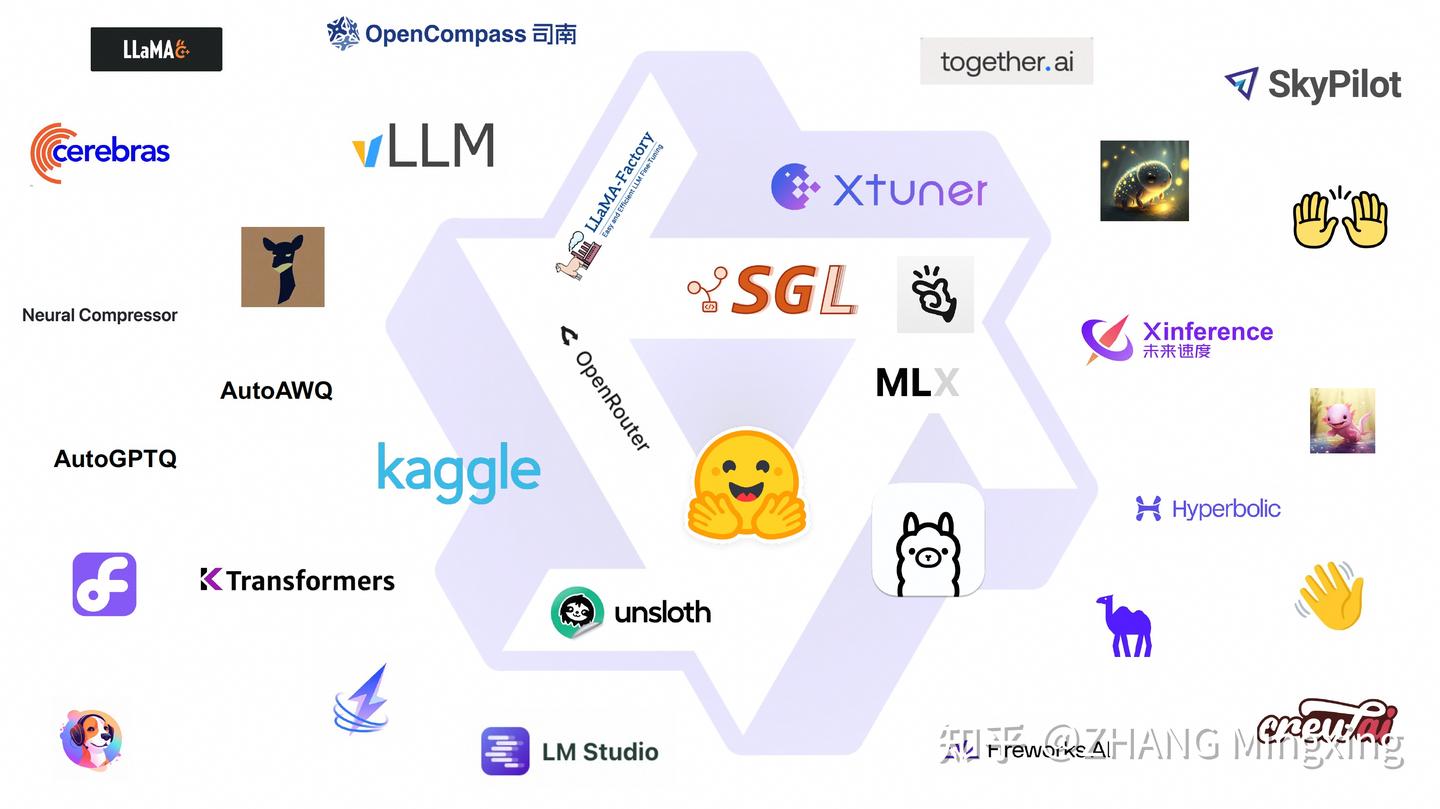 LLaMA C++
OpenCompass 司南
together.ai
SkyPilot
cerebras
vLLM
LLaMA-Factory
Easy and Efficient LLM Fine-Tuning
Xtuner
SGL
Neural Compressor
Xinference
未来速度
AutoAWQ
OpenRouter
MLX
AutoGPTQ
kaggle
Hyperbolic
KTransformers
unsloth
LM Studio
Fireworks AI
crewai
知乎 @ZHANG Mingxing